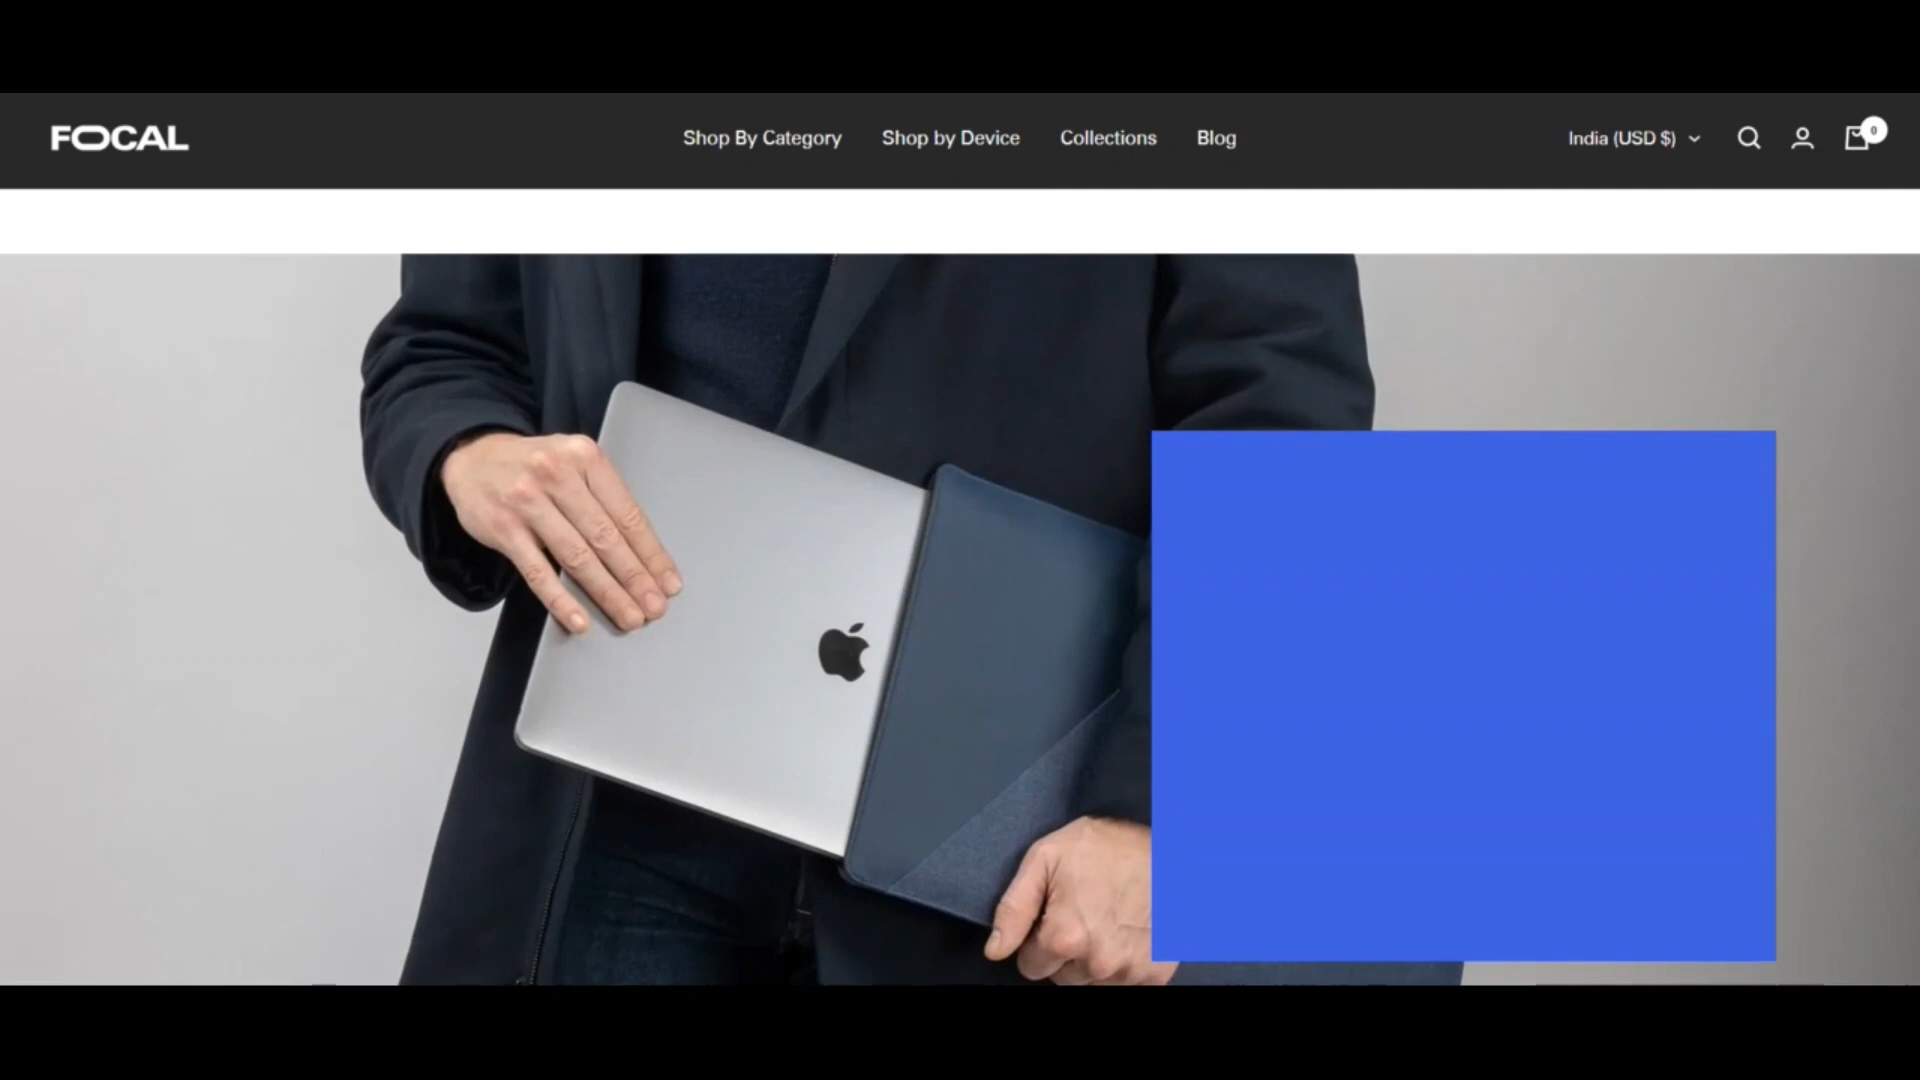 FOCAL
Shop By Category
Shop by Device
Collections
Blog
India (USD $)
0